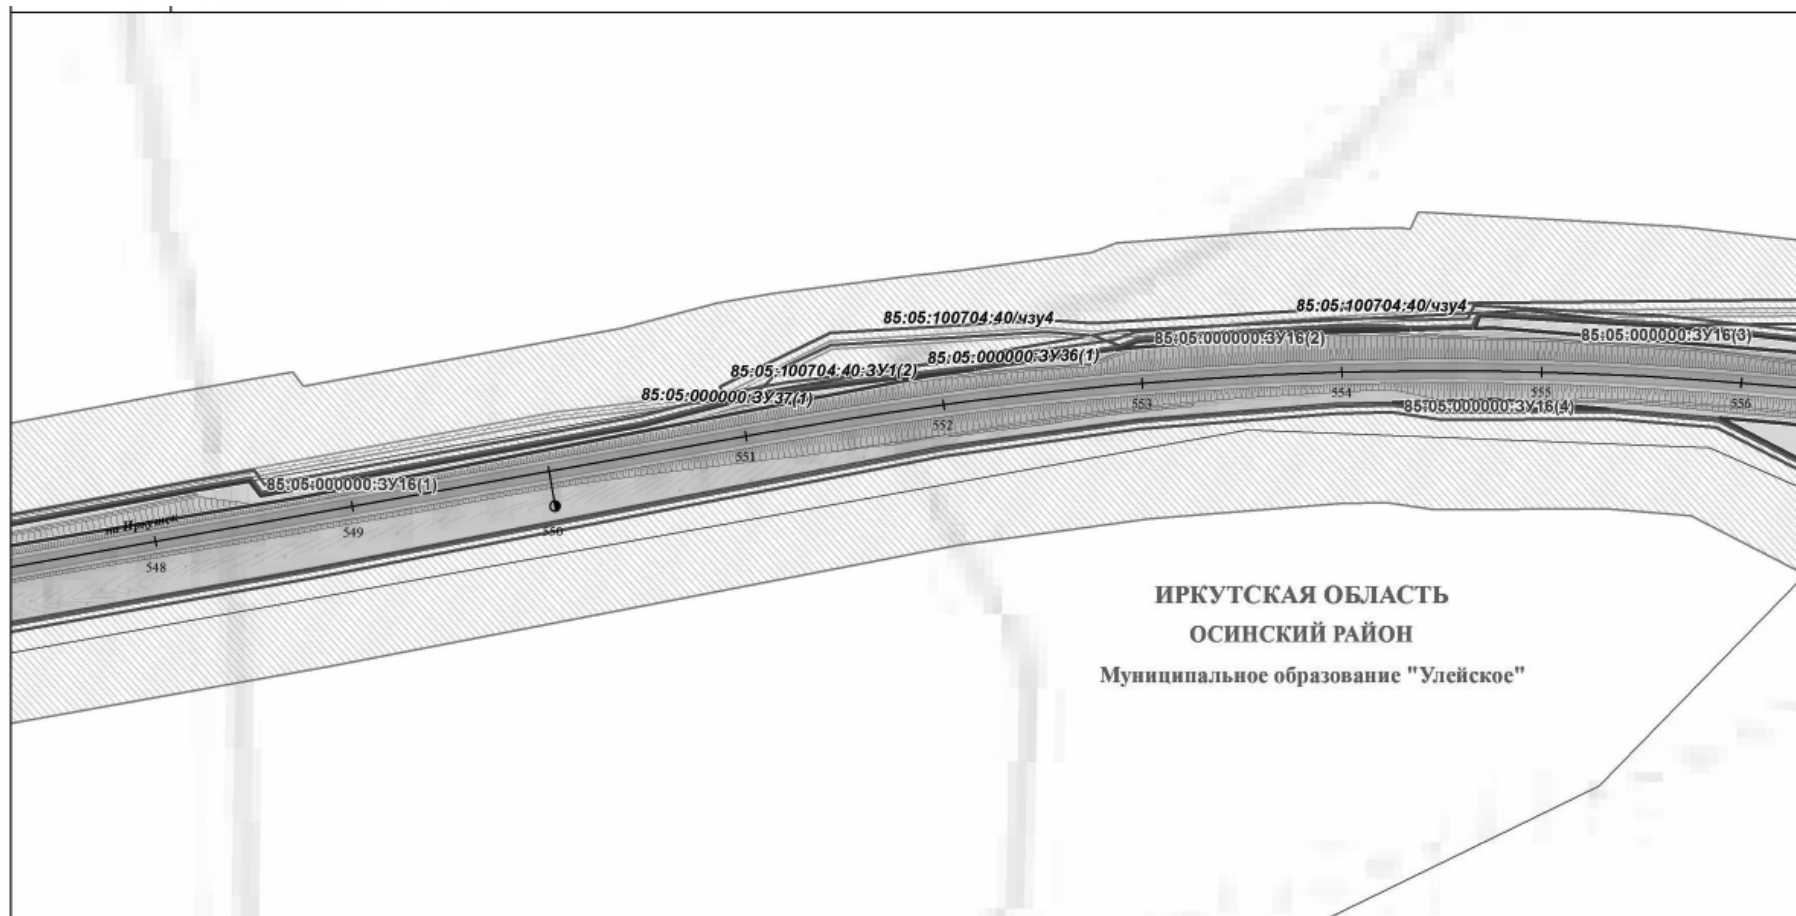 85:05:100704:40/чзу4
85:05:100704:40/чзу4
85:05:000000:ЗУ16(2)
85:05:000000:ЗУ16(3)
85:05:000000:ЗУ36(1)
85:05:100704:40:ЗУ1(2)
85:05:000000:ЗУ37(1)
85:05:000000:ЗУ16(4)
85:05:000000:ЗУ16(1)
на Иркутск
548
549
550
551
552
553
554
555
556
ИРКУТСКАЯ ОБЛАСТЬ
ОСИНСКИЙ РАЙОН
Муниципальное образование "Улейское"